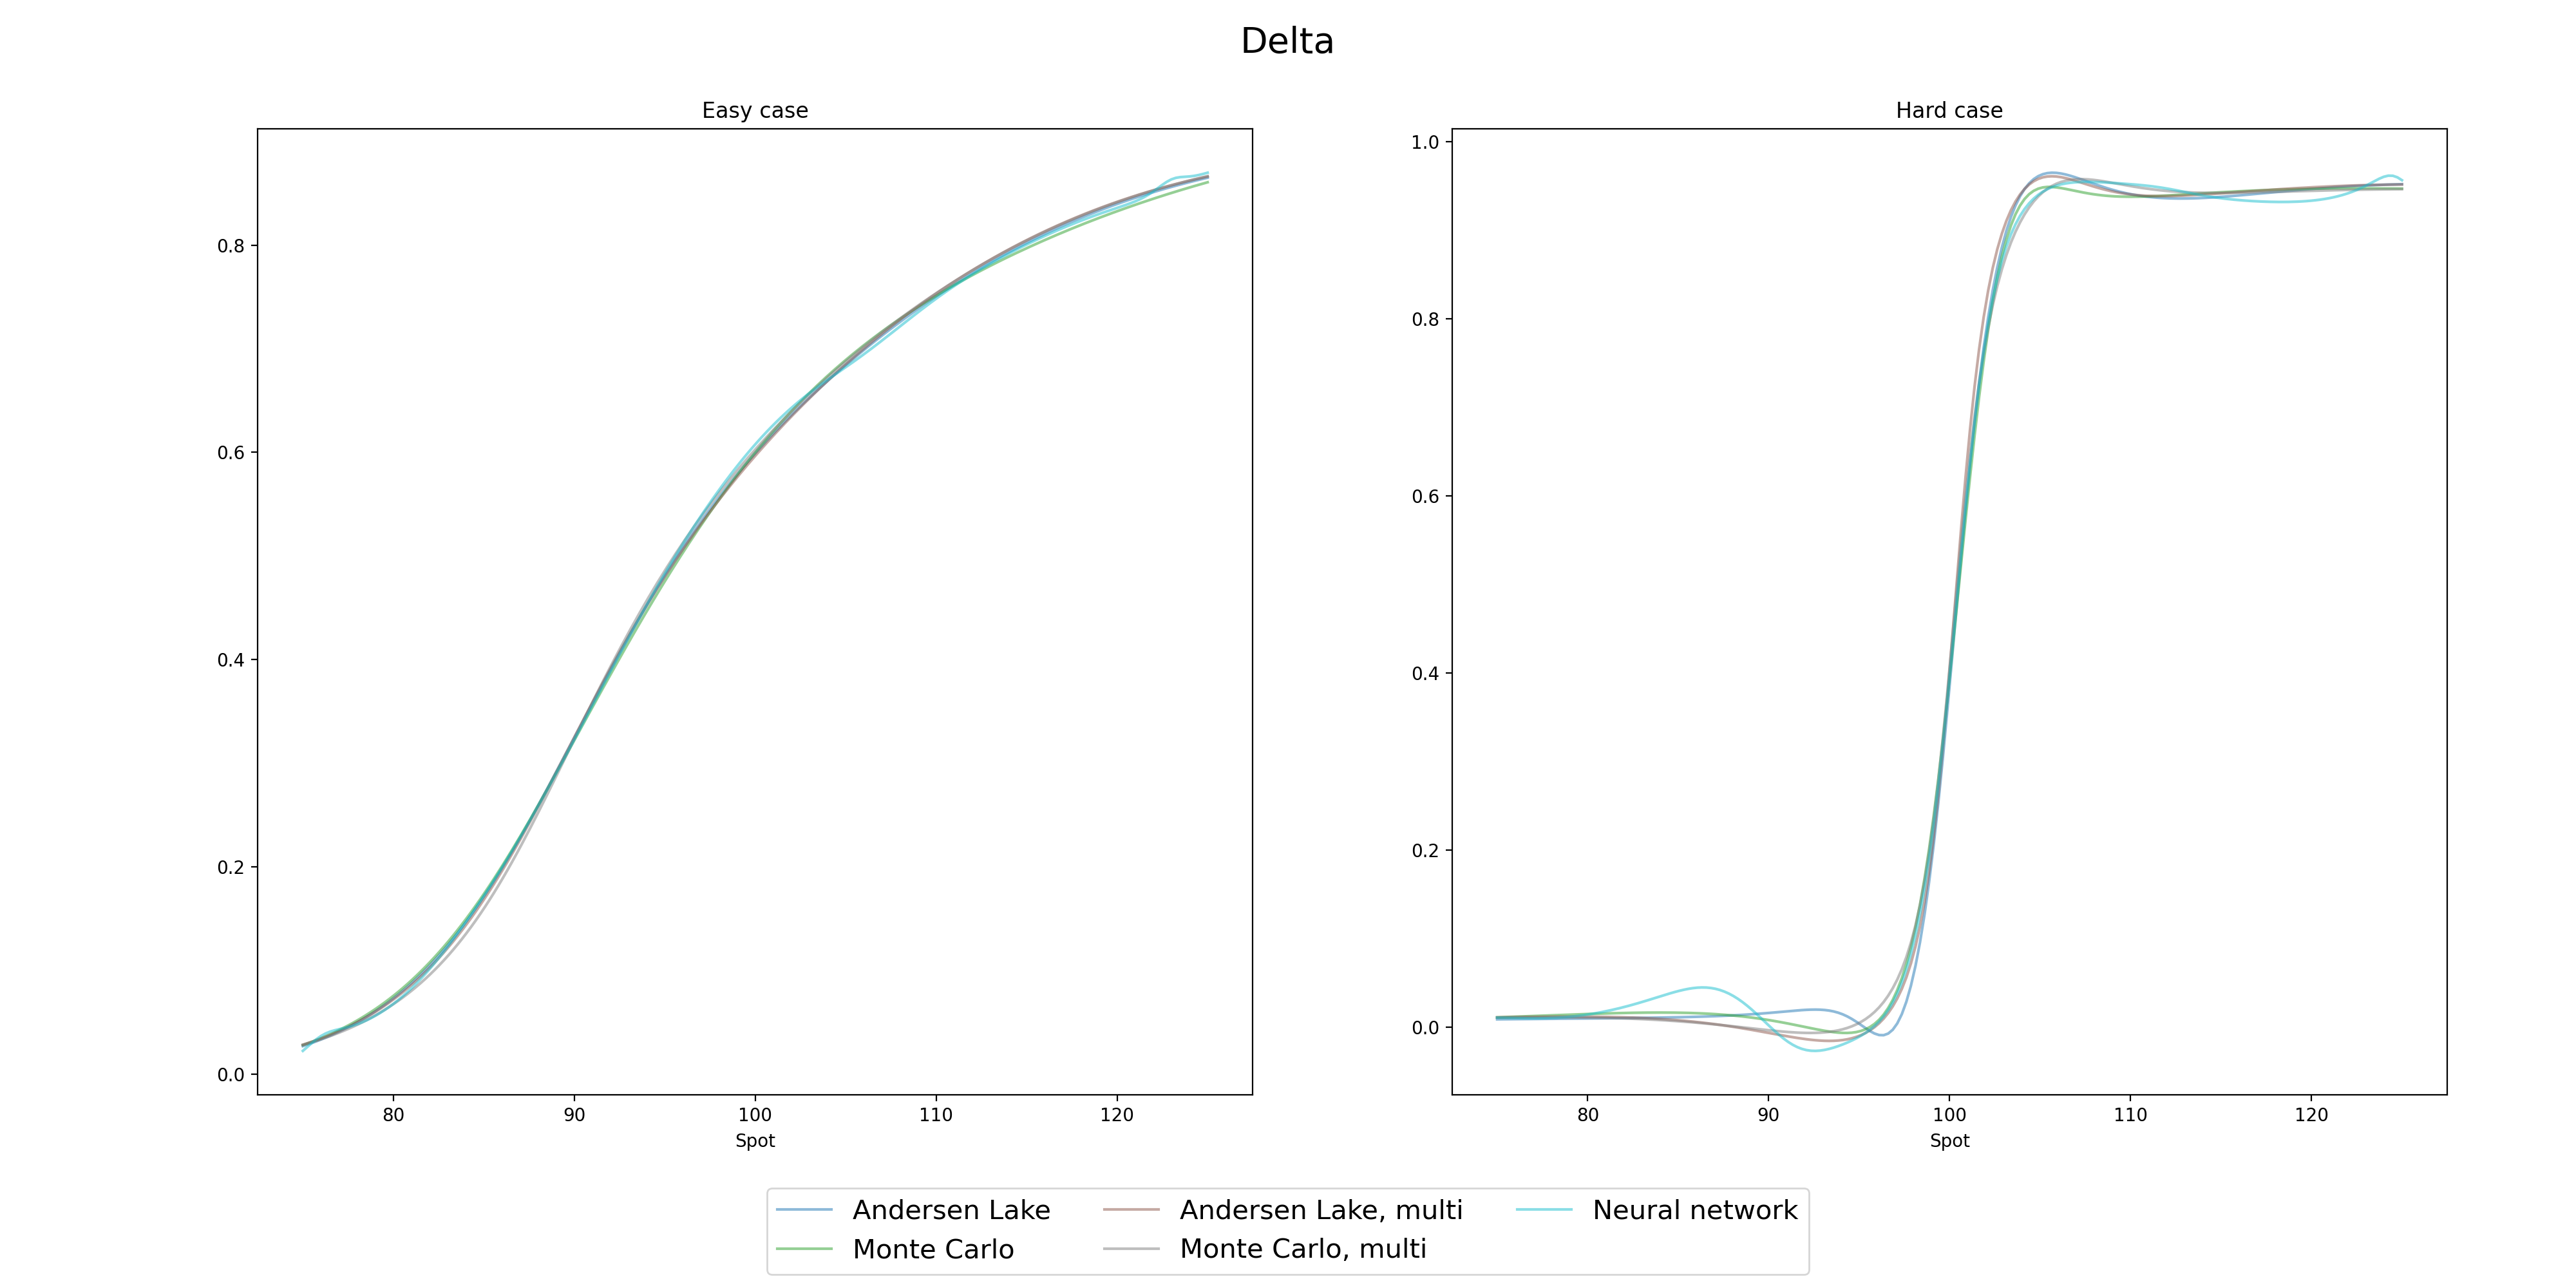 Delta
Easy case
0.8
0.6
0.4
0.2
0.0
80 90 100 110 120
Spot
Hard case
1.0
0.8
0.6
0.4
0.2
0.0
80 90 100 110 120
Spot
Andersen Lake Andersen Lake, multi Neural network
Monte Carlo Monte Carlo, multi